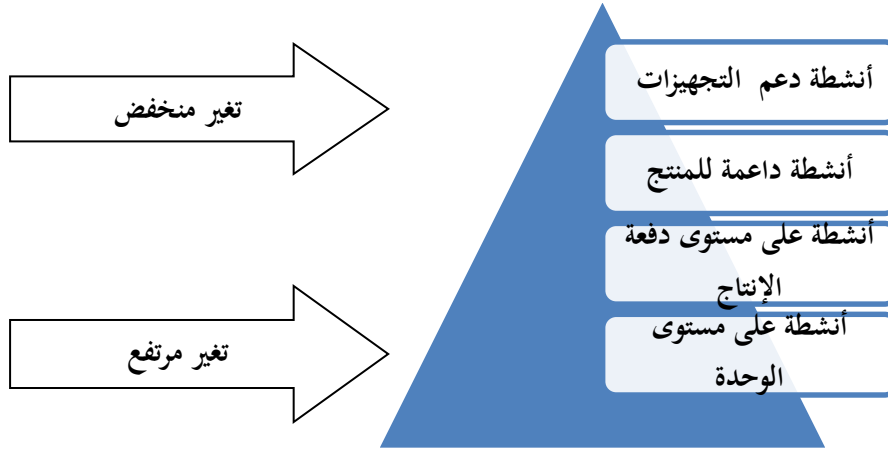 أنشطة دعم التجهيزات
تغير منخفض
أنشطة داعمة للمنتج
أنشطة على مستوى دفعة
الإنتاج
أنشطة على مستوى
الوحدة
تغير مرتفع